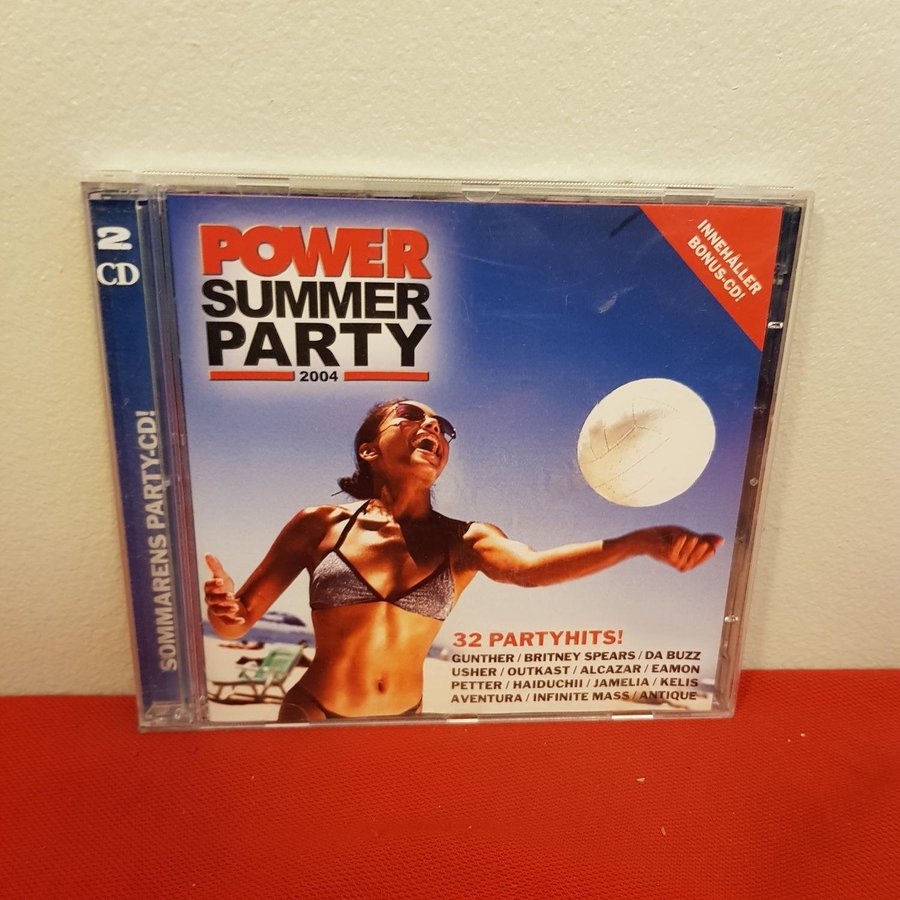 2
CD
SOMMARENS PARTY-CD!
POWER
SUMMER
PARTY
2004
INNEHÅLLER
BONUS-CD!
32 PARTYHITS!
GUNTHER / BRITNEY SPEARS / DA BUZZ
USHER / OUTKAST / ALCAZAR / EAMON
PETTER / HAIDUCHII / JAMELIA / KELIS
AVENTURA / INFINITE MASS / ANTIQUE